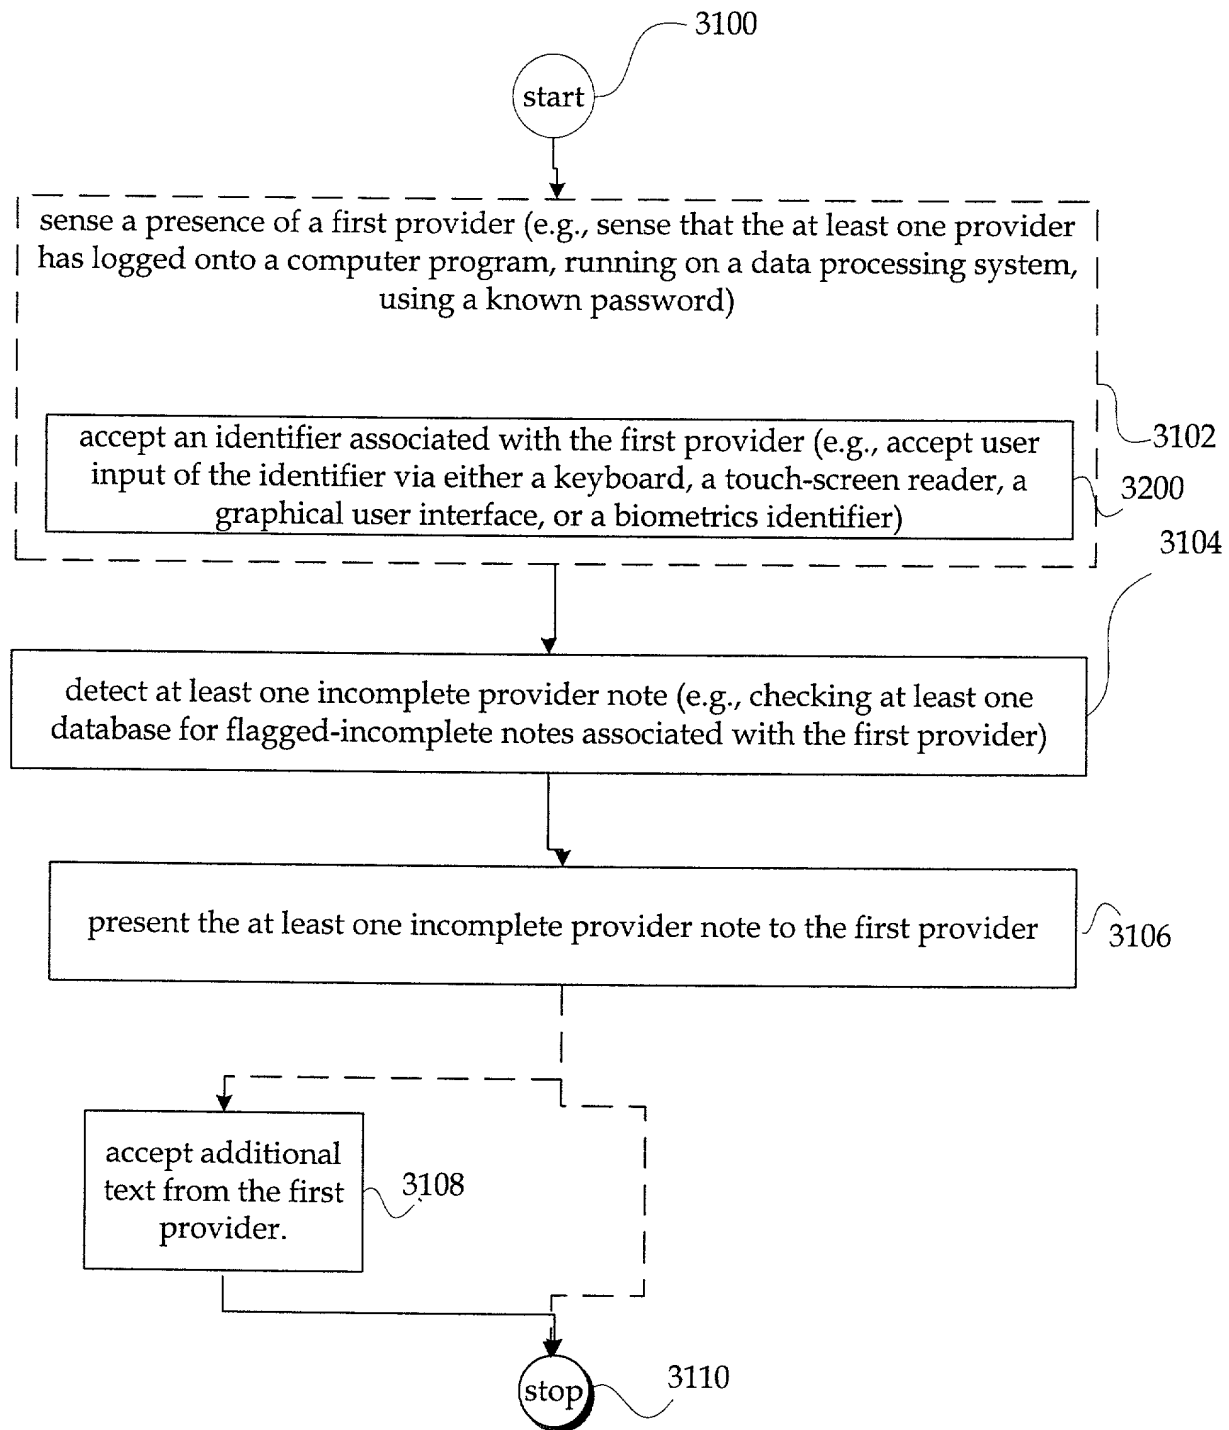 3100
start
sense a presence of a first provider (e.g., sense that the at least one provider
has logged onto a computer program, running on a data processing system,
using a known password)
3102
accept an identifier associated with the first provider (e.g., accept user
input of the identifier via either a keyboard, a touch-screen reader, a
graphical user interface, or a biometrics identifier)
3200
3104
detect at least one incomplete provider note (e.g., checking at least one
database for flagged-incomplete notes associated with the first provider)
present the at least one incomplete provider note to the first provider
3106
accept additional
text from the first
provider.
3108
stop
3110